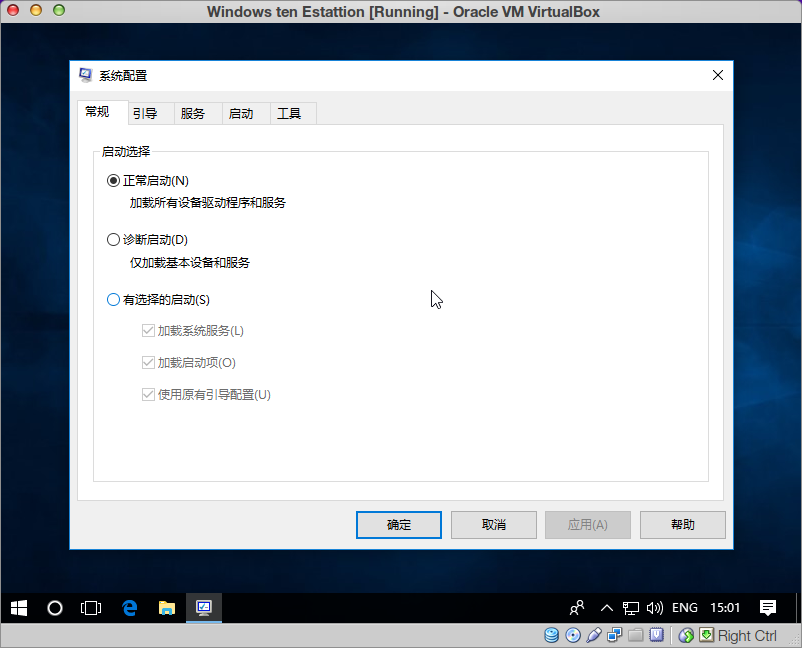 Windows ten Estattion [Running] - Oracle VM VirtualBox
系统配置
常规 引导 服务 启动 工具
启动选择
正常启动(N)
加载所有设备驱动程序和服务
诊断启动(D)
仅加载基本设备和服务
有选择的启动(S)
加载系统服务(L)
加载启动项(O)
使用原有引导配置(U)
确定 取消 应用(A) 帮助
ENG 15:01
Right Ctrl